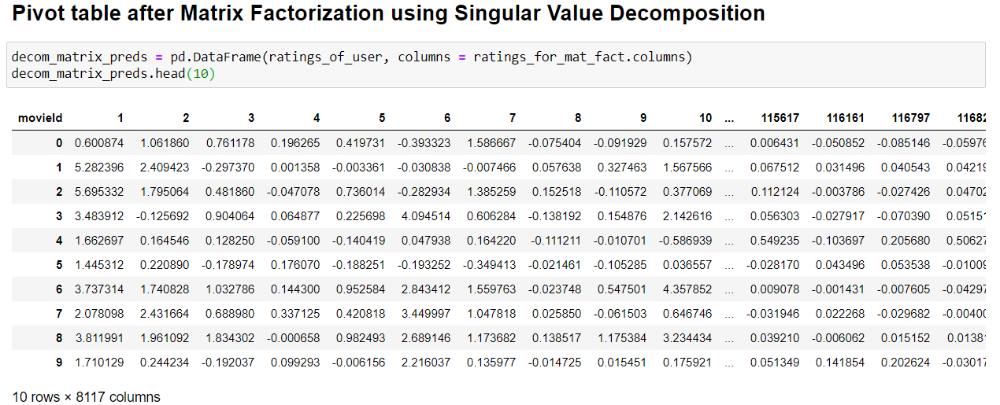 Pivot table after Matrix Factorization using Singular Value Decomposition
decom_matrix_preds = pd.DataFrame(ratings_of_user, columns = ratings_for_mat_fact.columns)
decom_matrix_preds.head(10)
movieId 1 2 3 4 5 6 7 8 9 10 ... 115617 116161 116797 11682
0 0.600874 1.061860 0.761178 0.196265 0.419731 -0.393323 1.586667 -0.075404 -0.091929 0.157572 ... 0.006431 -0.050852 -0.085146 -0.05976
1 5.282396 2.409423 -0.297370 0.001358 -0.003361 -0.030838 -0.007466 0.057638 0.327463 1.567566 ... 0.067512 0.031496 0.040543 0.04219
2 5.695332 1.795064 0.481860 -0.047078 0.736014 -0.282934 1.385259 0.152518 -0.110572 0.377069 ... 0.112124 -0.003786 -0.027426 0.04702
3 3.483912 -0.125692 0.904064 0.064877 0.225698 4.094514 0.606284 -0.138192 0.154876 2.142616 ... 0.056303 -0.027917 -0.070390 0.0515
4 1.662697 0.164546 0.128250 -0.059100 -0.140419 0.047938 0.164220 -0.111211 -0.010701 -0.586939 ... 0.549235 -0.103697 0.205680 0.50627
5 1.445312 0.220890 -0.178974 0.176070 -0.188251 -0.193252 -0.349413 -0.021461 -0.105285 0.036557 ... -0.028170 0.043496 0.053538 -0.01009
6 3.737314 1.740828 1.032786 0.144300 0.952584 2.843412 1.559763 -0.023748 0.547501 4.357852 ... 0.009078 -0.001431 -0.007605 -0.04297
7 2.078098 2.431664 0.688980 0.337125 0.420818 3.449997 1.047818 0.025850 -0.061503 0.646746 ... -0.031946 0.022268 -0.029682 -0.0040
8 3.811991 1.961092 1.834302 -0.000658 0.982493 2.689146 1.173682 0.138517 1.175384 3.234434 ... 0.039210 -0.006062 0.015152 0.0138
9 1.710129 0.244234 -0.192037 0.099293 -0.006156 2.216037 0.135977 -0.014725 0.015451 0.175921 ... 0.051349 0.141854 0.202624 -0.03017
10 rows × 8117 columns